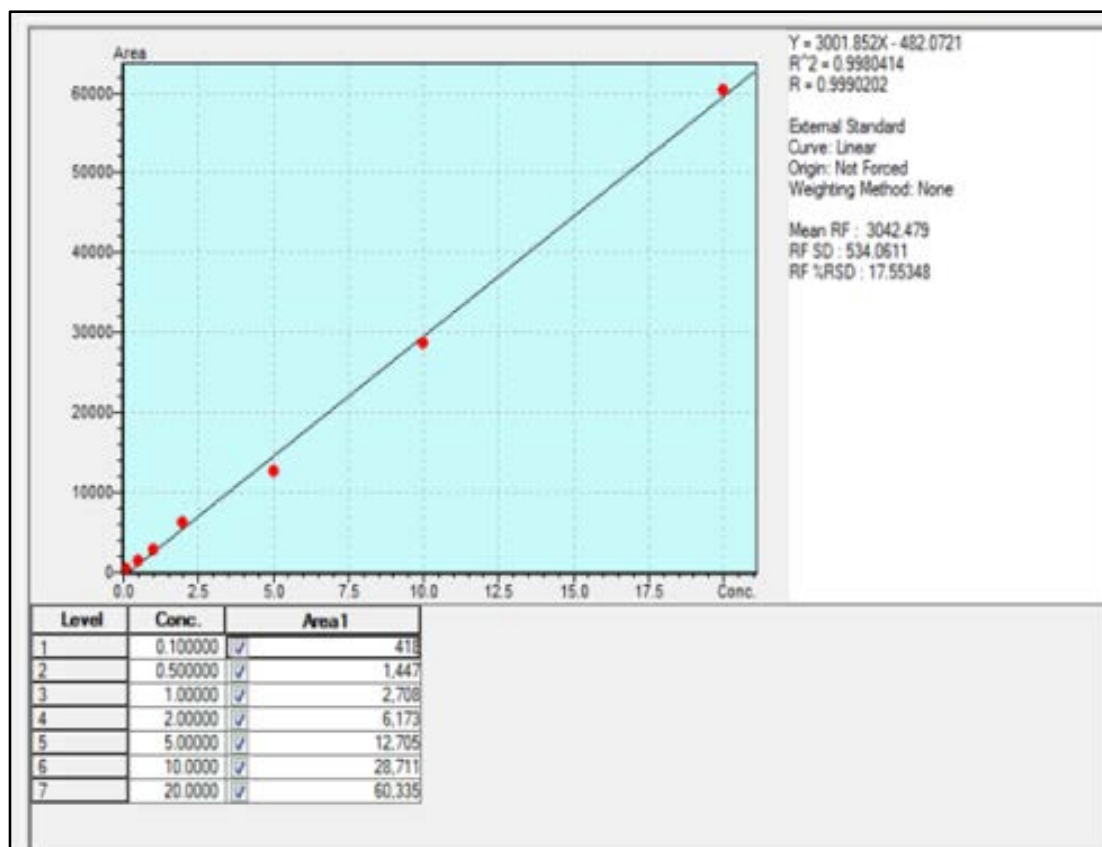 Area
60000
50000
40000
30000
20000
10000
0
0.0 2.5 5.0 7.5 10.0 12.5 15.0 17.5 Conc.
Y = 3001.852X - 482.0721
R^2 = 0.9980414
R = 0.9990202
External Standard
Curve: Linear
Origin: Not Forced
Weighting Method: None
Mean RF : 3042.479
RF SD : 534.0611
RF %RSD : 17.55348
Level Conc. Area1
1 0.100000 418
2 0.500000 1,447
3 1.00000 2,708
4 2.00000 6,173
5 5.00000 12,705
6 10.0000 28,711
7 20.0000 60,335